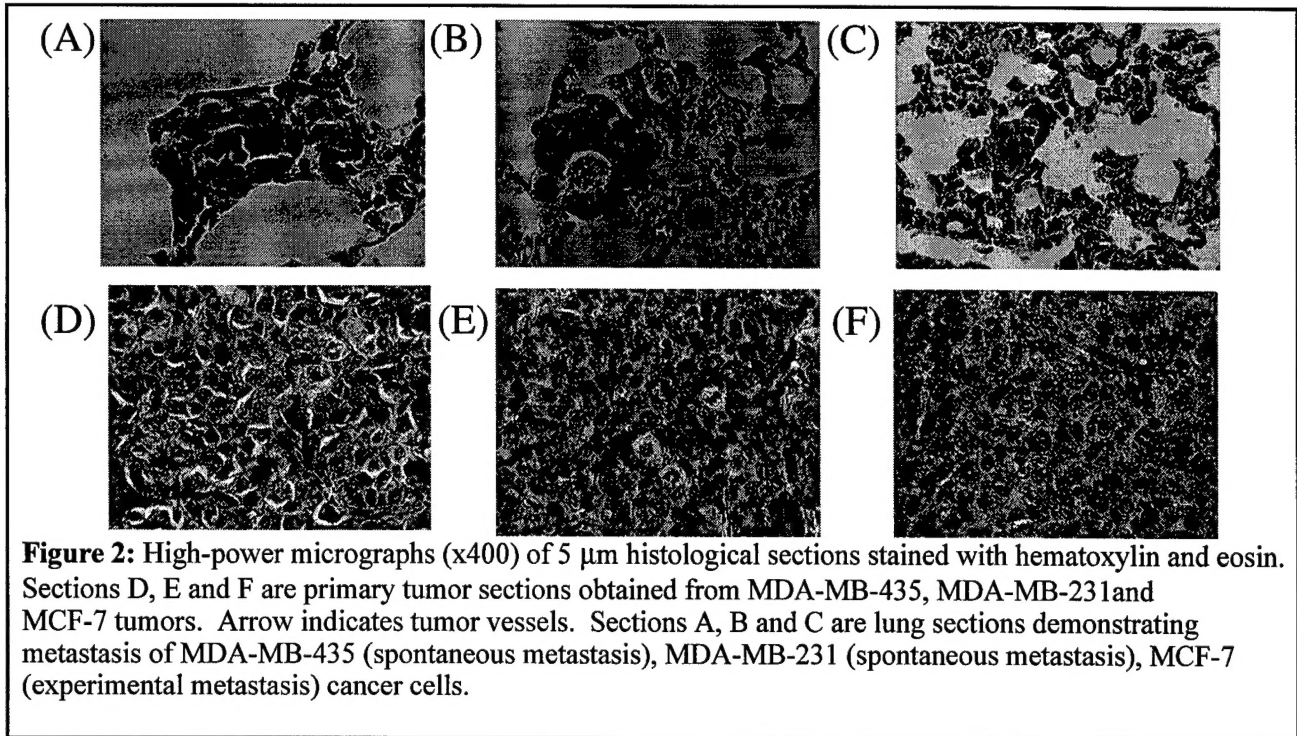 (A) (B) (C)
(D) (E) (F)
Figure 2: High-power micrographs (x400) of 5 μm histological sections stained with hematoxylin and eosin.
Sections D, E and F are primary tumor sections obtained from MDA-MB-435, MDA-MB-231and
MCF-7 tumors. Arrow indicates tumor vessels. Sections A, B and C are lung sections demonstrating
metastasis of MDA-MB-435 (spontaneous metastasis), MDA-MB-231 (spontaneous metastasis), MCF-7
(experimental metastasis) cancer cells.